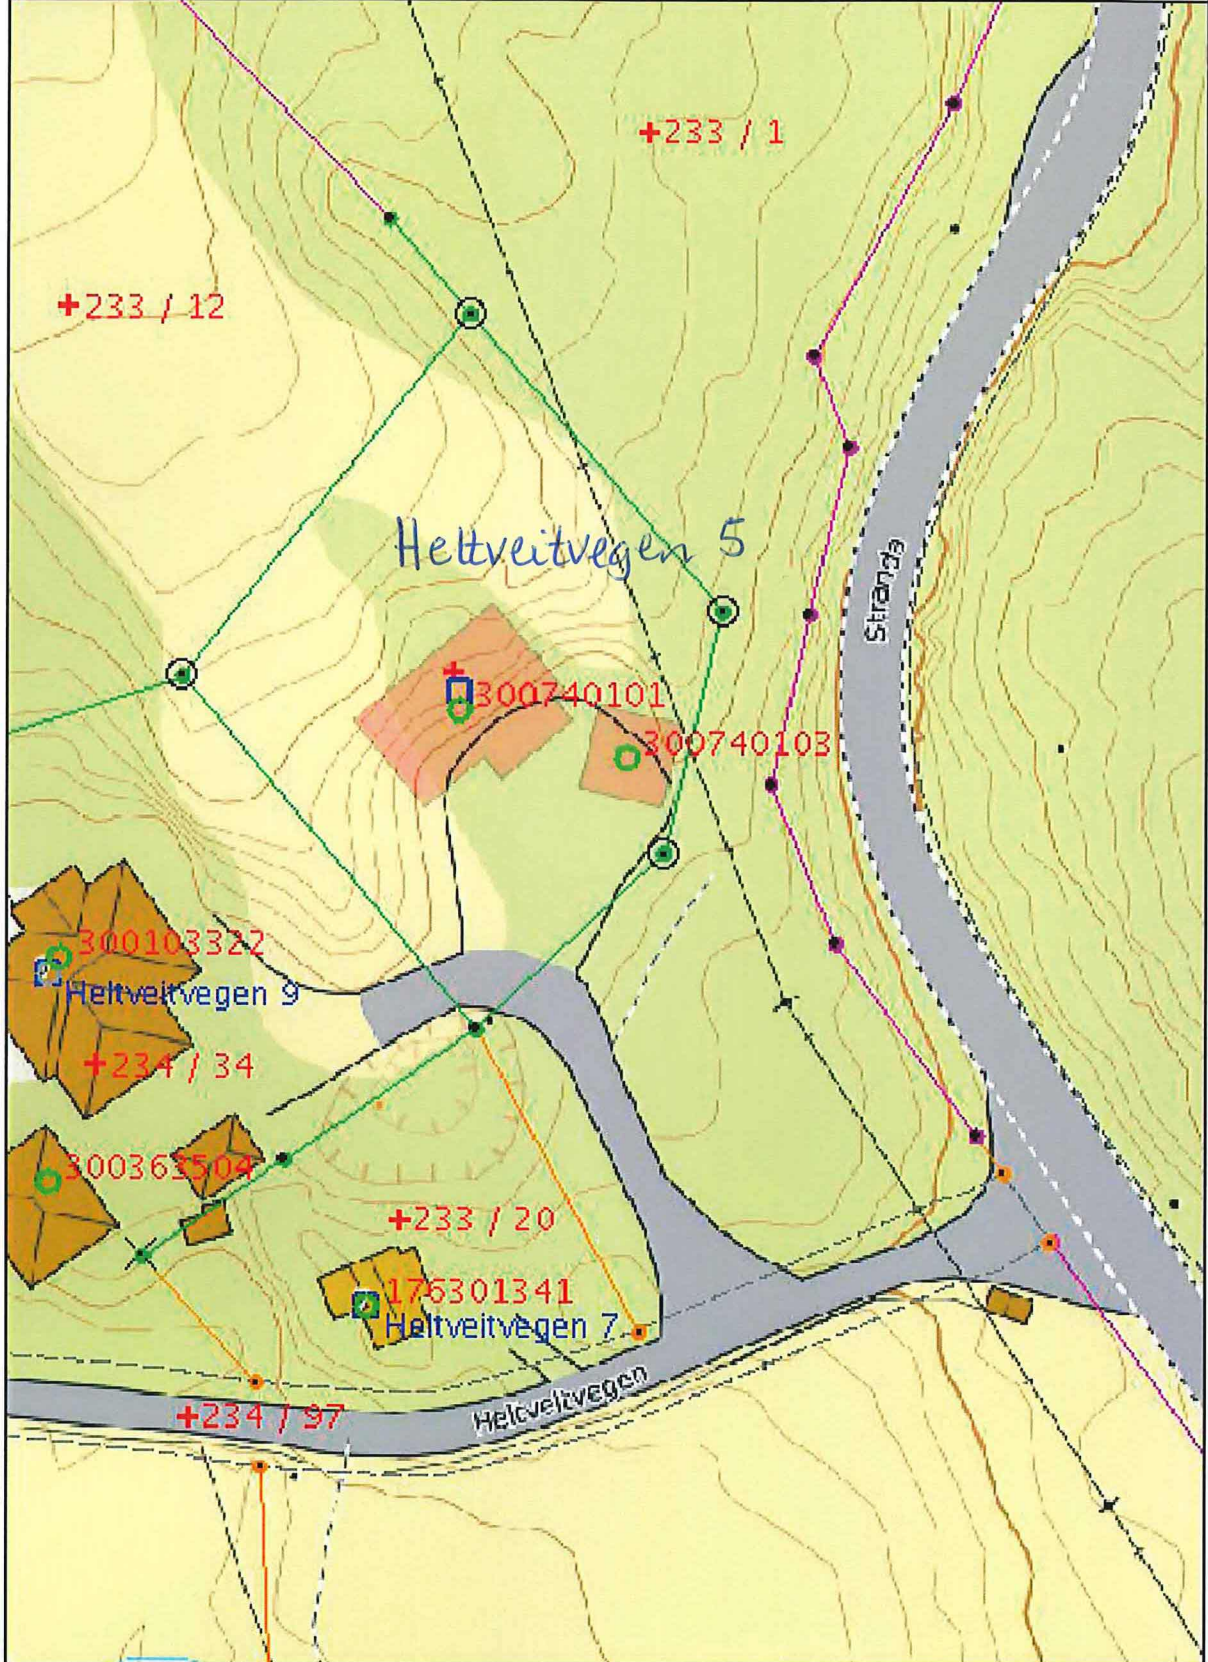 +233 / 1
+233 / 12
Heltveitvegen 5
Stranda
300740101
300740103
300103322
Heltveitvegen 9
+234 / 34
300363504
+233 / 20
176301341
Heltveitvegen 7
Heltveitvegen
+234 / 97